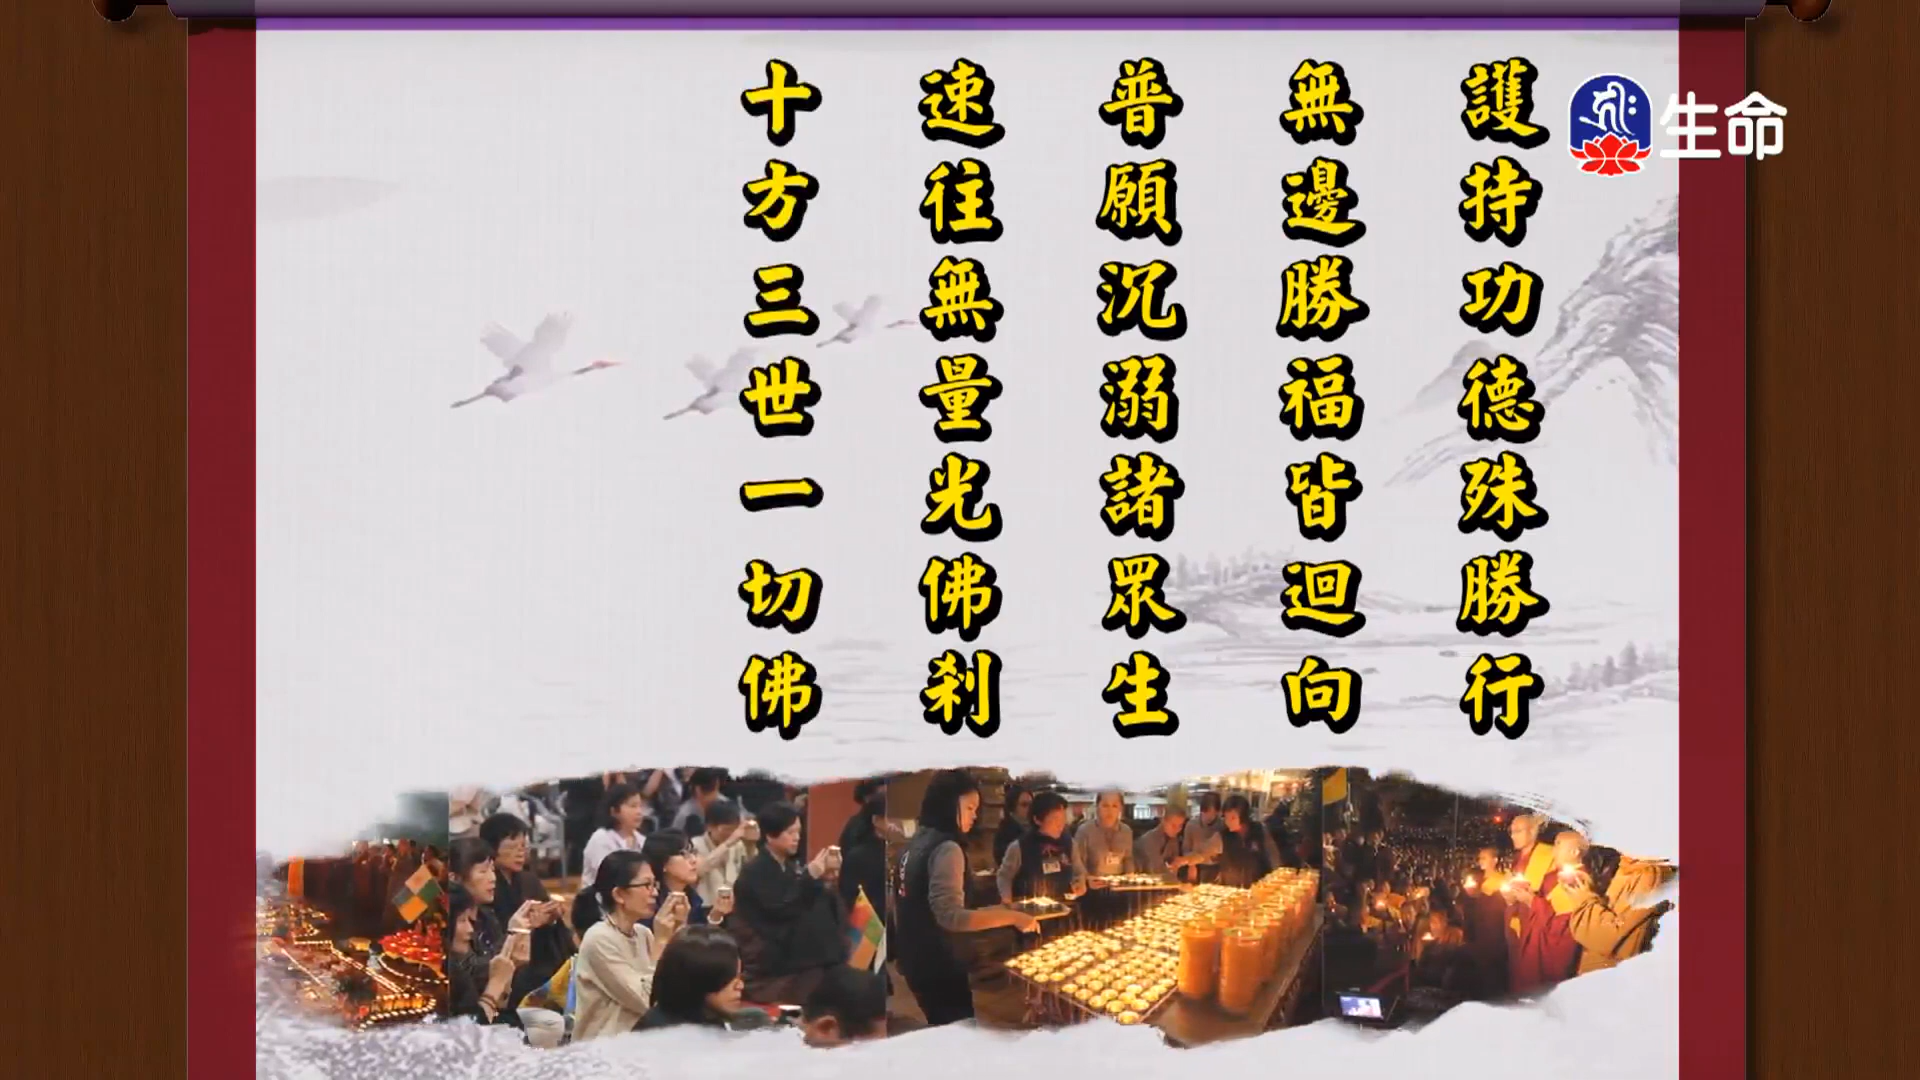 護持功德殊勝行
無邊勝福皆迴向
普願沉溺諸眾生
速往無量光佛剎
十方三世一切佛
生命